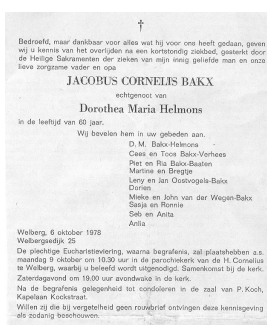 †
Bedroefd, maar dankbaar voor alles wat hij voor ons heeft gedaan, geven
wij u kennis van het overlijden na een kortstondig ziekbed, gesterkt door
de Heilige Sakramenten der zieken van mijn innig geliefde man en onze
lieve zorgzame vader en opa
JACOBUS CORNELIS BAKX
echtgenoot van
Dorothea Maria Helmons
in de leeftijd van 60 jaar.
Wij bevelen hem in uw gebeden aan.
D. M. Bakx-Helmons
Cees en Toos Bakx-Verhees
Piet en Ria Bakx-Baaten
Martine en Bregtje
Leny en Jan Oostvogels-Bakx
Dorien
Mieke en John van der Wegen-Bakx
Sasja en Ronnie
Seb en Anita
Anita
Welberg, 6 oktober 1978
Welbergsedijk 25
De plechtige Eucharistieviering, waarna begrafenis, zal plaatshebben a.s.
maandag 9 oktober om 10.30 uur in de parochiekerk van de H. Cornelius
te Welberg, waarbij u beleefd wordt uitgenodigd. Samenkomst bij de kerk.
Zaterdagavond om 19.00 uur avondwake in de kerk.
Na de begrafenis gelegenheid tot condoleren in de zaal van P. Koch,
Kapelaan Kockstraat.
Willen zij die bij vergetelheid geen rouwbrief ontvingen deze kennisgeving
als zodanig beschouwen.